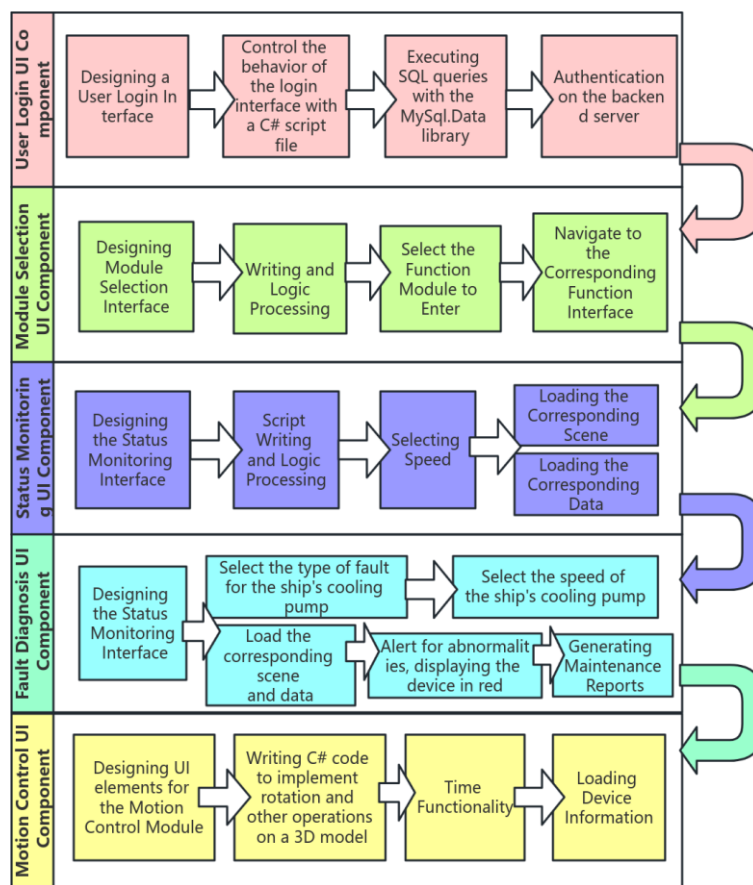 User Login UI Co
mponent
Designing a
User Login In
terface
Control the
behavior of
the login
interface with
a C# script
file
Executing
SQL queries
with the
MySql.Data
library
Authentication
on the backen
d server
Module Selection
UI Component
Designing
Module
Selection
Interface
Writing and
Logic
Processing
Select the
Function
Module to
Enter
Navigate to
the
Corresponding
Function
Interface
Status Monitorin
g UI Component
Designing
the Status
Monitoring
Interface
Script
Writing
and Logic
Processing
Selecting
Speed
Loading the
Corresponding
Scene
Loading the
Corresponding
Data
Fault Diagnosis UI
Component
Designing
the Status
Monitoring
Interface
Select the type of fault
for the ship's cooling
pump
Select the speed of
the ship's cooling pump
Load the
corresponding
scene
and data
Alert for abnormalit
ies, displaying the
device in red
Generating
Maintenance
Reports
Motion Control UI
Component
Designing UI
elements for
the Motion
Control Module
Writing C# code
to implement
rotation and
other operations
on a 3D model
Time
Functionality
Loading
Device
Information